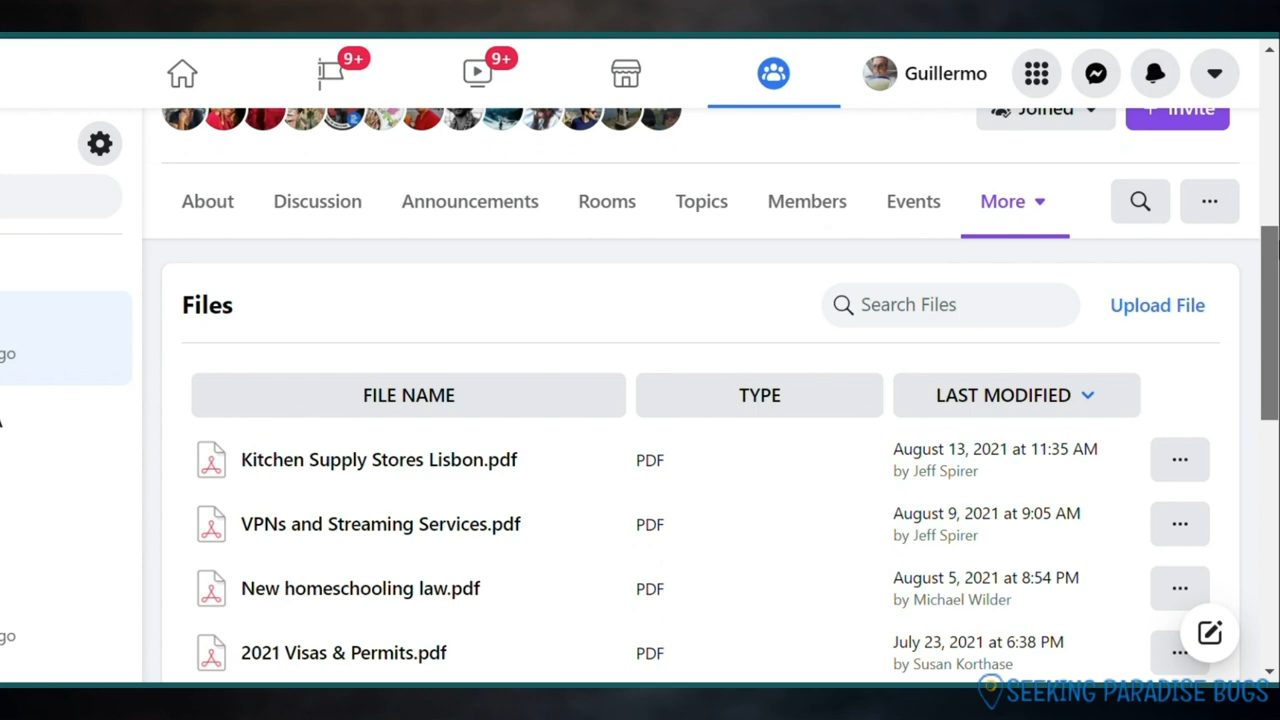 9+
9+
Guillermo
Joined
+ Invite
go
About Discussion Announcements Rooms Topics Members Events More
Files
Search Files
Upload File
FILE NAME TYPE LAST MODIFIED
Kitchen Supply Stores Lisbon.pdf PDF August 13, 2021 at 11:35 AM
by Jeff Spirer
VPNs and Streaming Services.pdf PDF August 9, 2021 at 9:05 AM
by Jeff Spirer
New homeschooling law.pdf PDF August 5, 2021 at 8:54 PM
by Michael Wilder
go
2021 Visas & Permits.pdf PDF July 23, 2021 at 6:38 PM
by Susan Korthase
SEEKING PARADISE BUGS